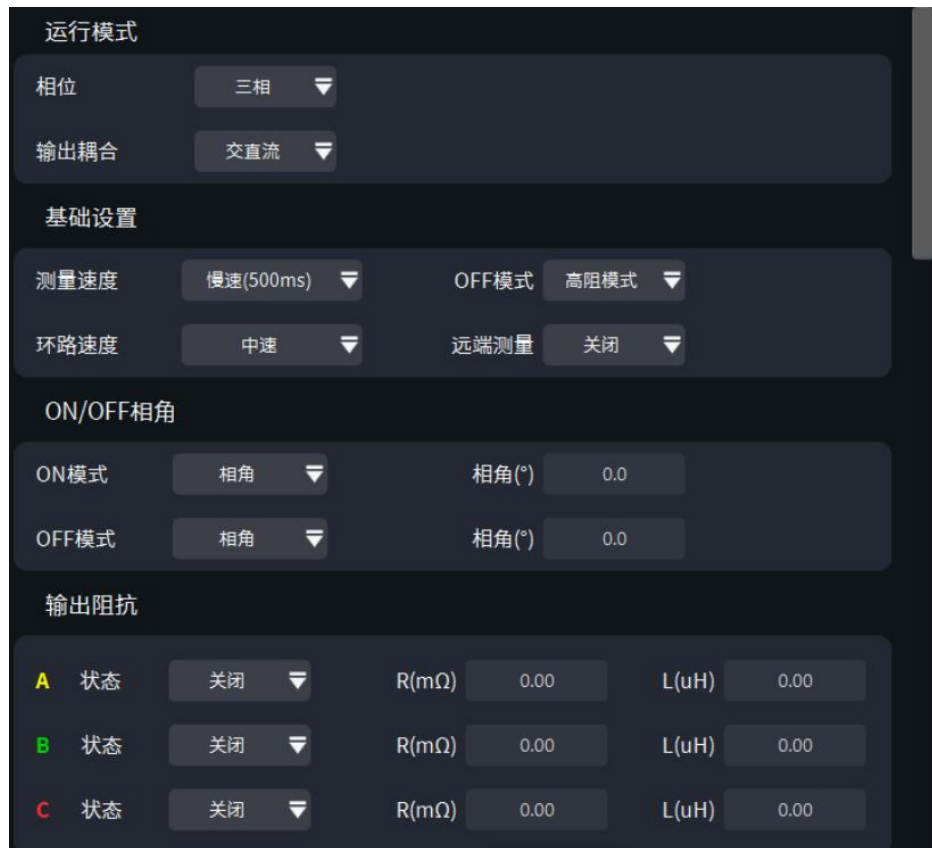 运行模式
相位 三相
输出耦合 交直流
基础设置
测量速度 慢速(500ms) OFF模式 高阻模式
环路速度 中速 远端测量 关闭
ON/OFF相角
ON模式 相角 相角(°) 0.0
OFF模式 相角 相角(°) 0.0
输出阻抗
A 状态 关闭 R(mΩ) 0.00 L(uH) 0.00
B 状态 关闭 R(mΩ) 0.00 L(uH) 0.00
C 状态 关闭 R(mΩ) 0.00 L(uH) 0.00